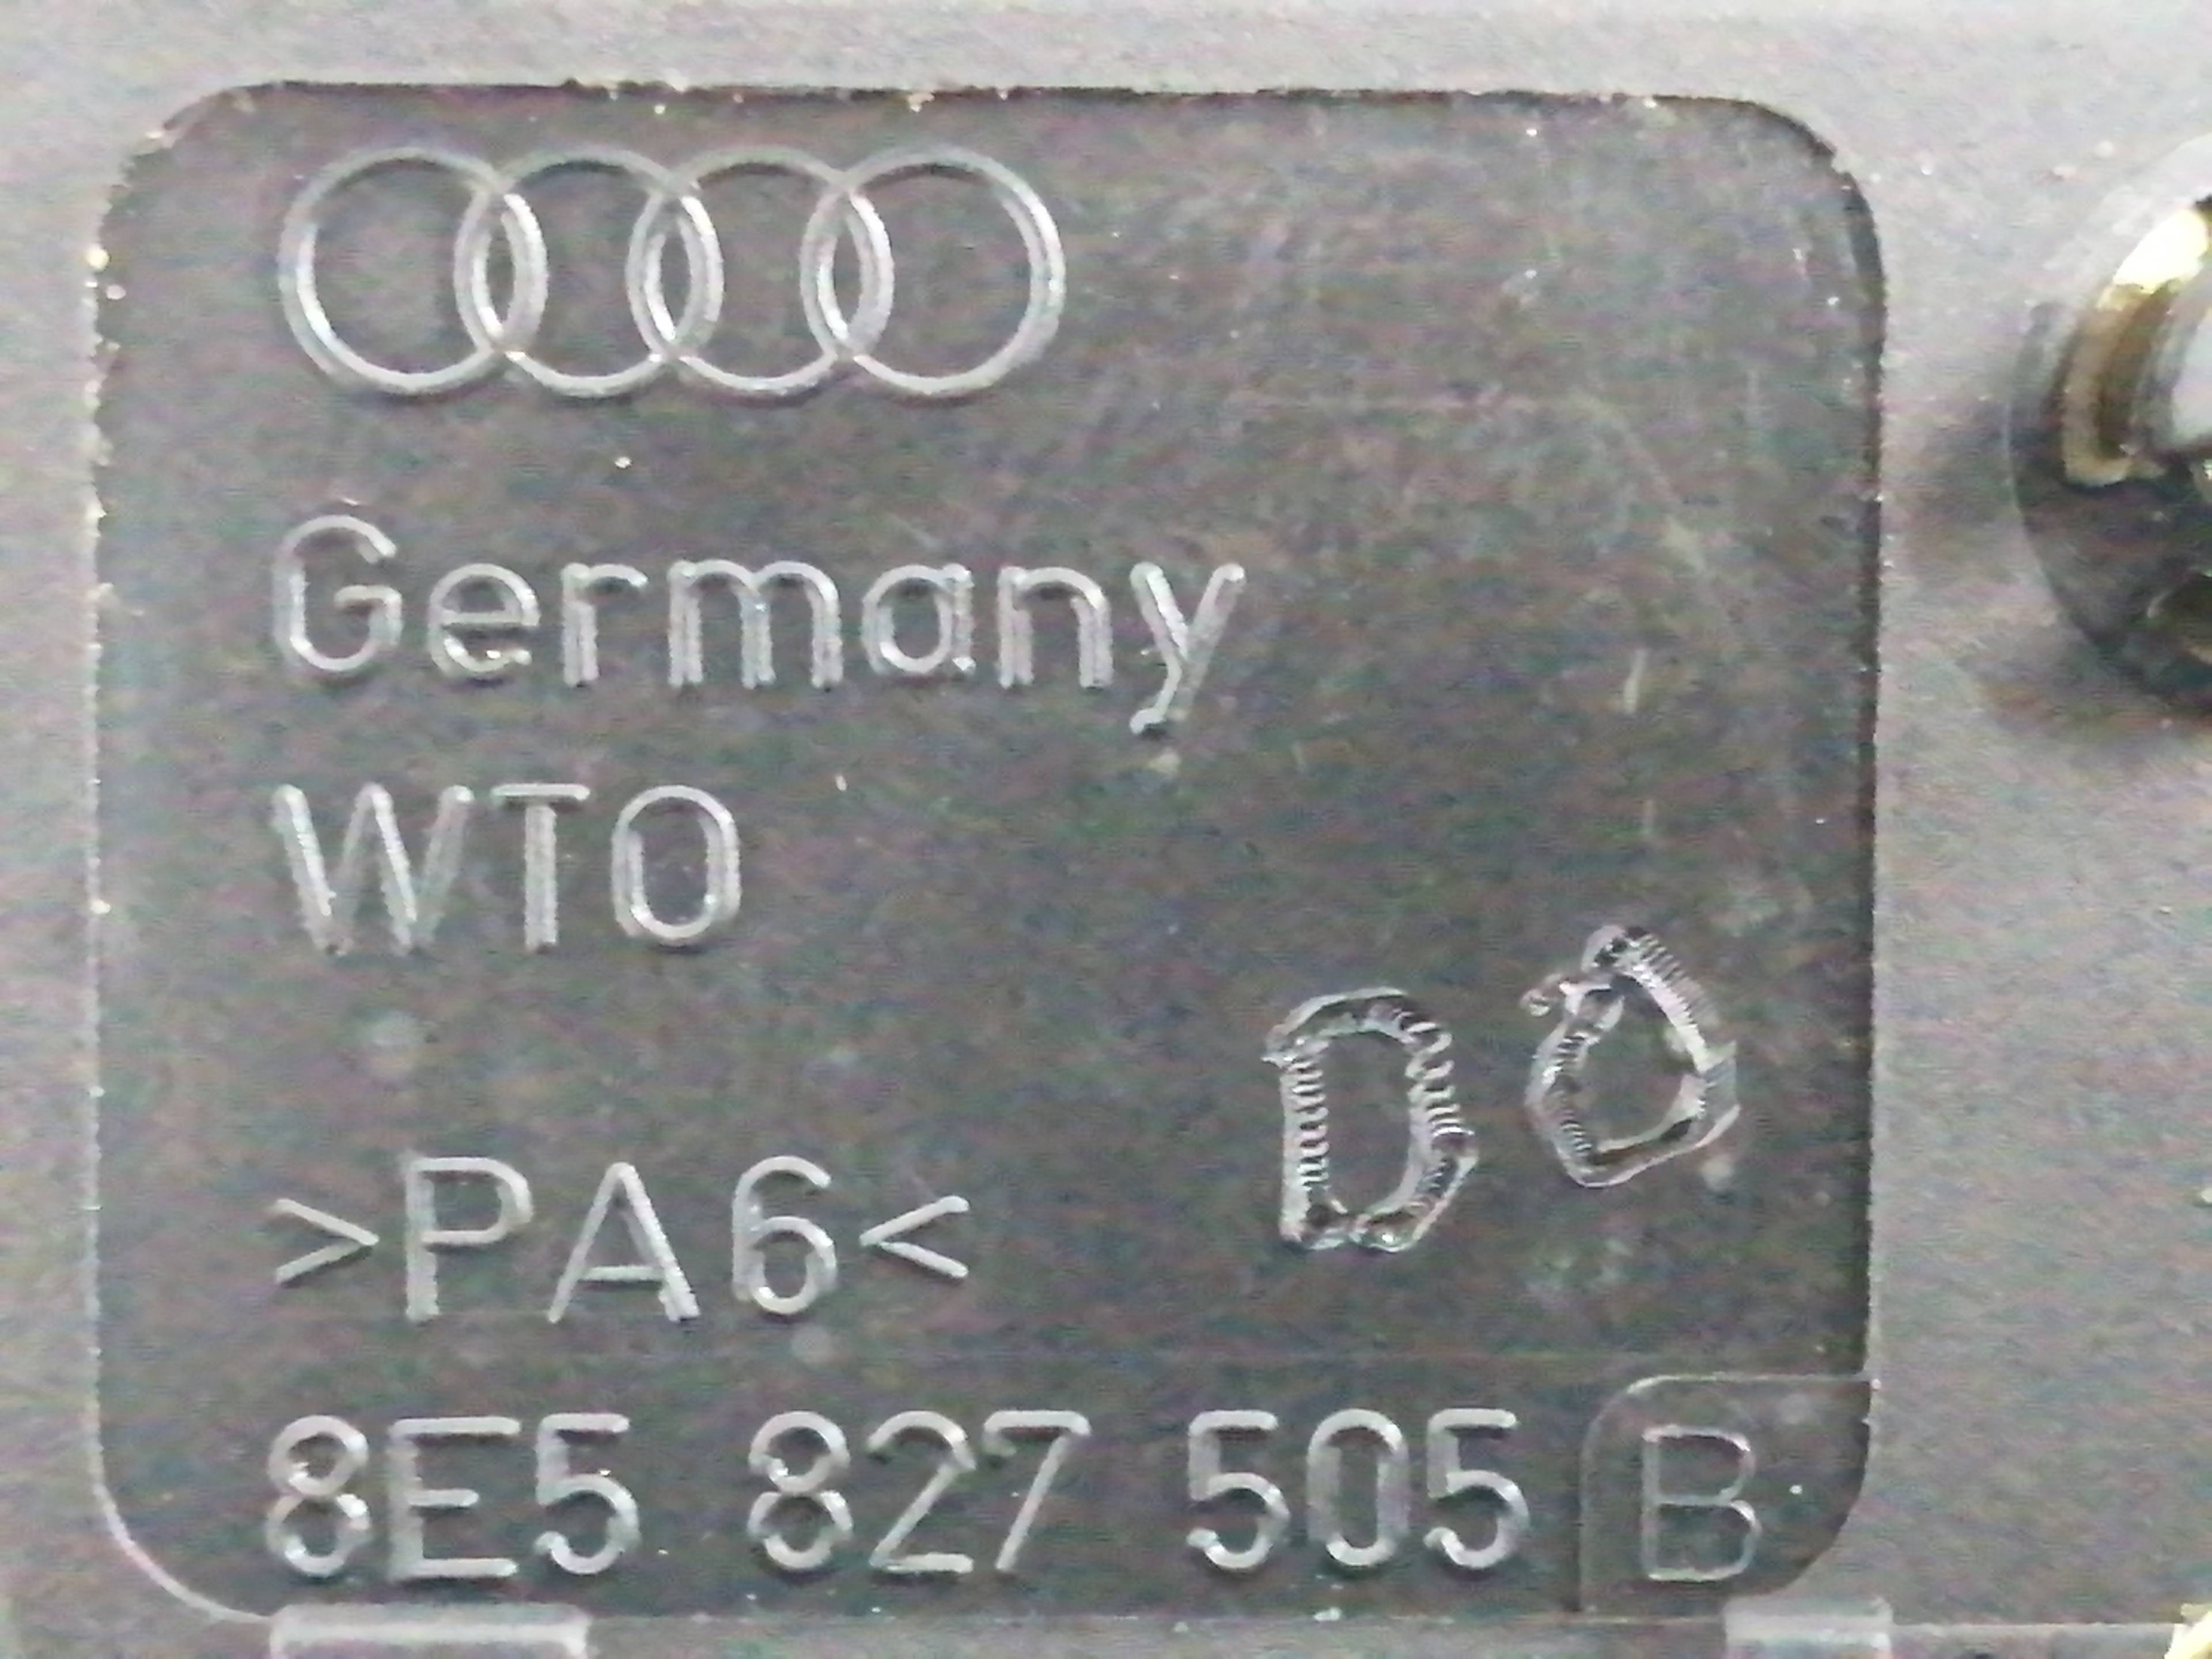 Germany
WTO
>PA6<
8E5 827 505 B